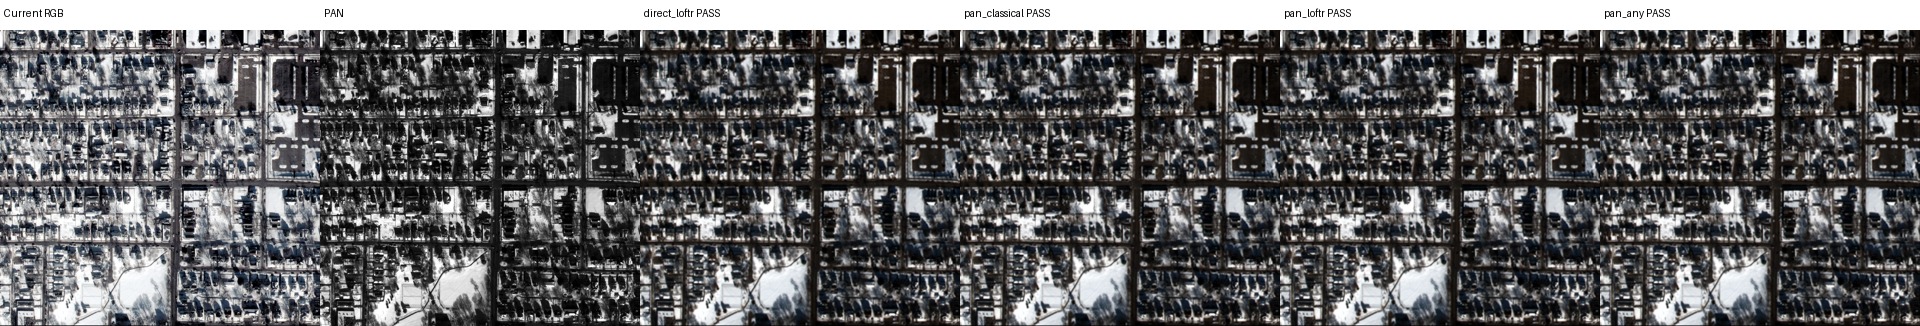 Current RGB
PAN
direct_loftr PASS
pan_classical PASS
pan_loftr PASS
pan_any PASS